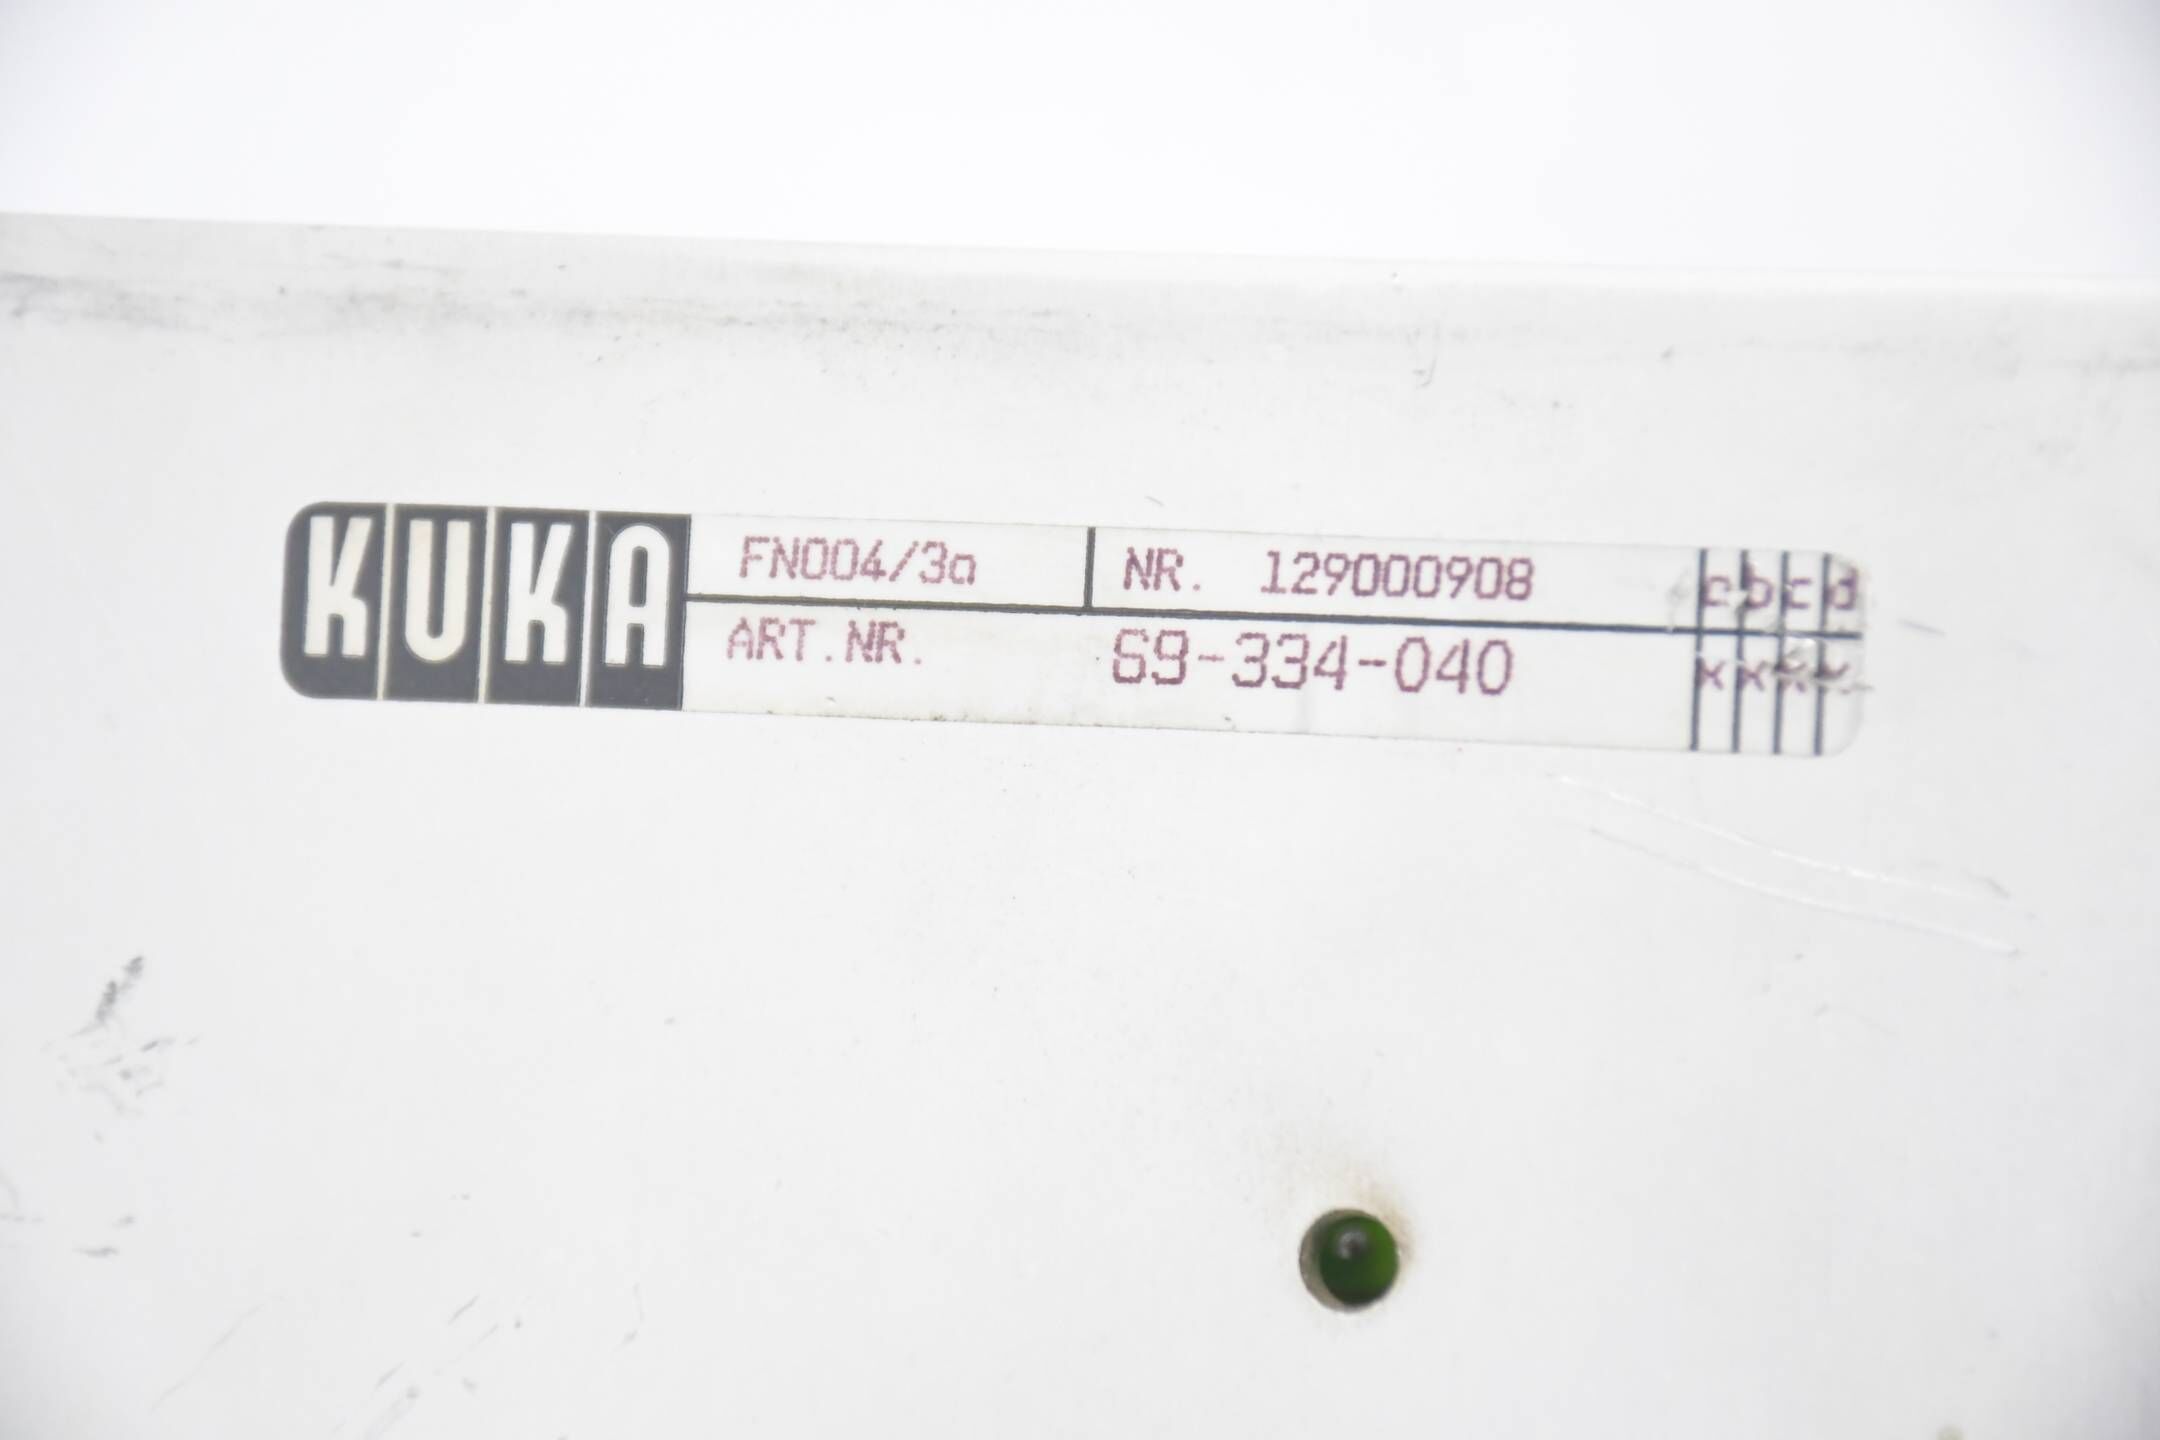 KUKA FN004/3a NR. 129000908 c b c d
ART.NR. 69-334-040 x x x x